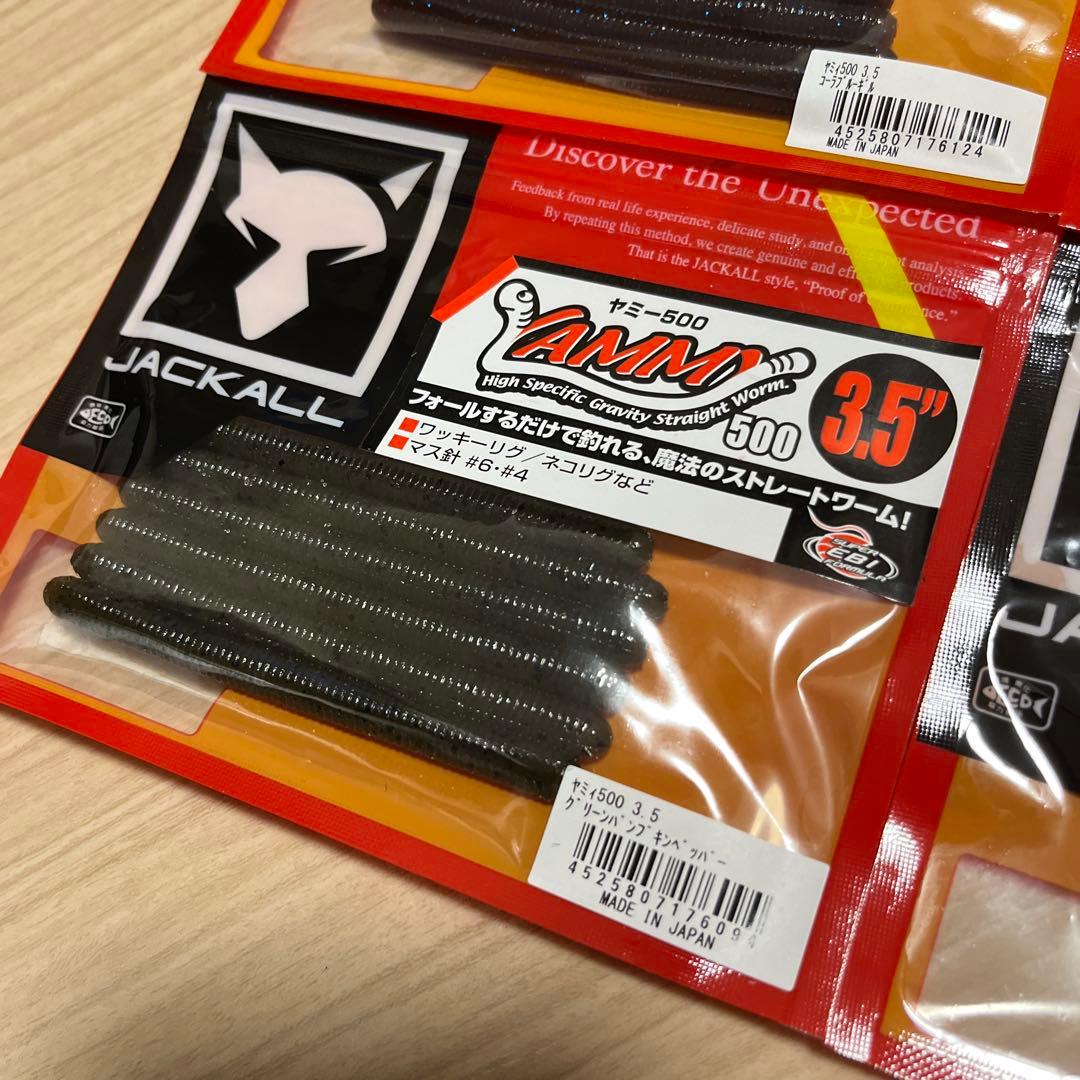 ヤミィ500 3.5
コーラブルーギル
4525807176124
MADE IN JAPAN
JACKALL
Discover the Unexpected
Feedback from real life experience, delicate study, and
By repeating this method, we create genuine and
That is the JACKALL style, "Proof of
ヤミー500
YAMMY
High Specific Gravity Straight Worm.
500
3.5"
フォールするだけで釣れる、魔法のストレートワーム!
ワッキーリグ/ネコリグなど
マス針 #6・#4
SUPER
EBI
FORMULA
ECO
ヤミィ500 3.5
グリーンパンプキンペッパー
4525807176094
MADE IN JAPAN
JA
ECO